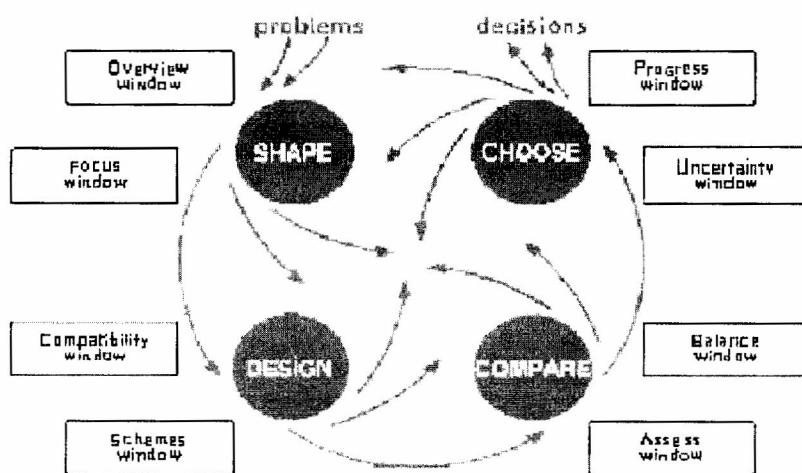 problems
decisions
Overview
window
Progress
window
SHAPE
CHOOSE
Focus
window
Uncertainty
window
Compatibility
window
Balance
window
DESIGN
COMPARE
Schemes
window
Assess
window